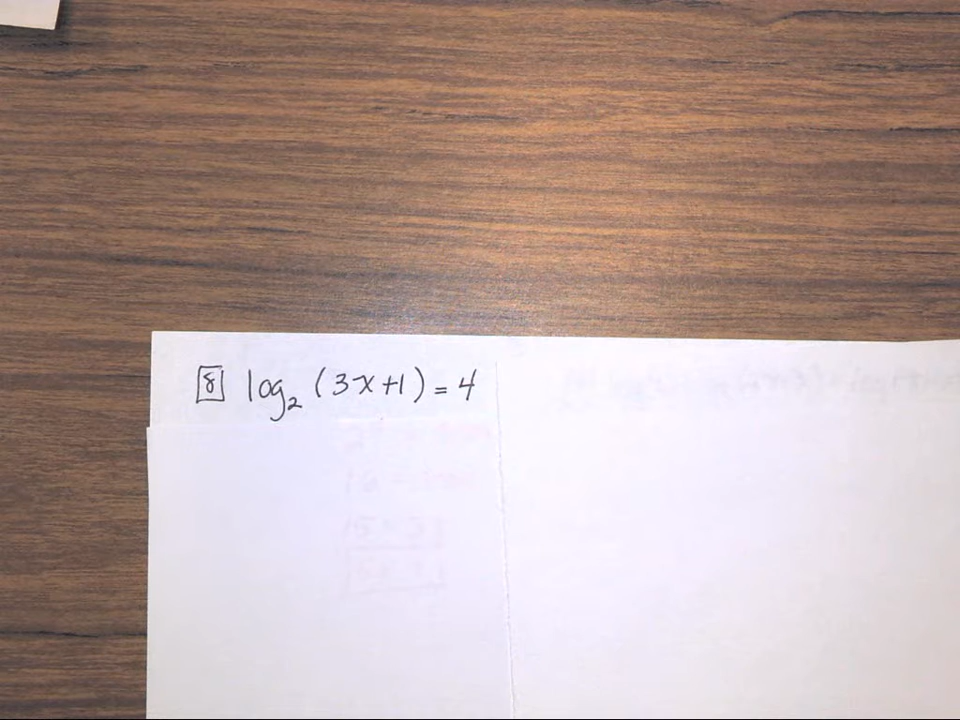 8 log₂ (3x+1) = 4